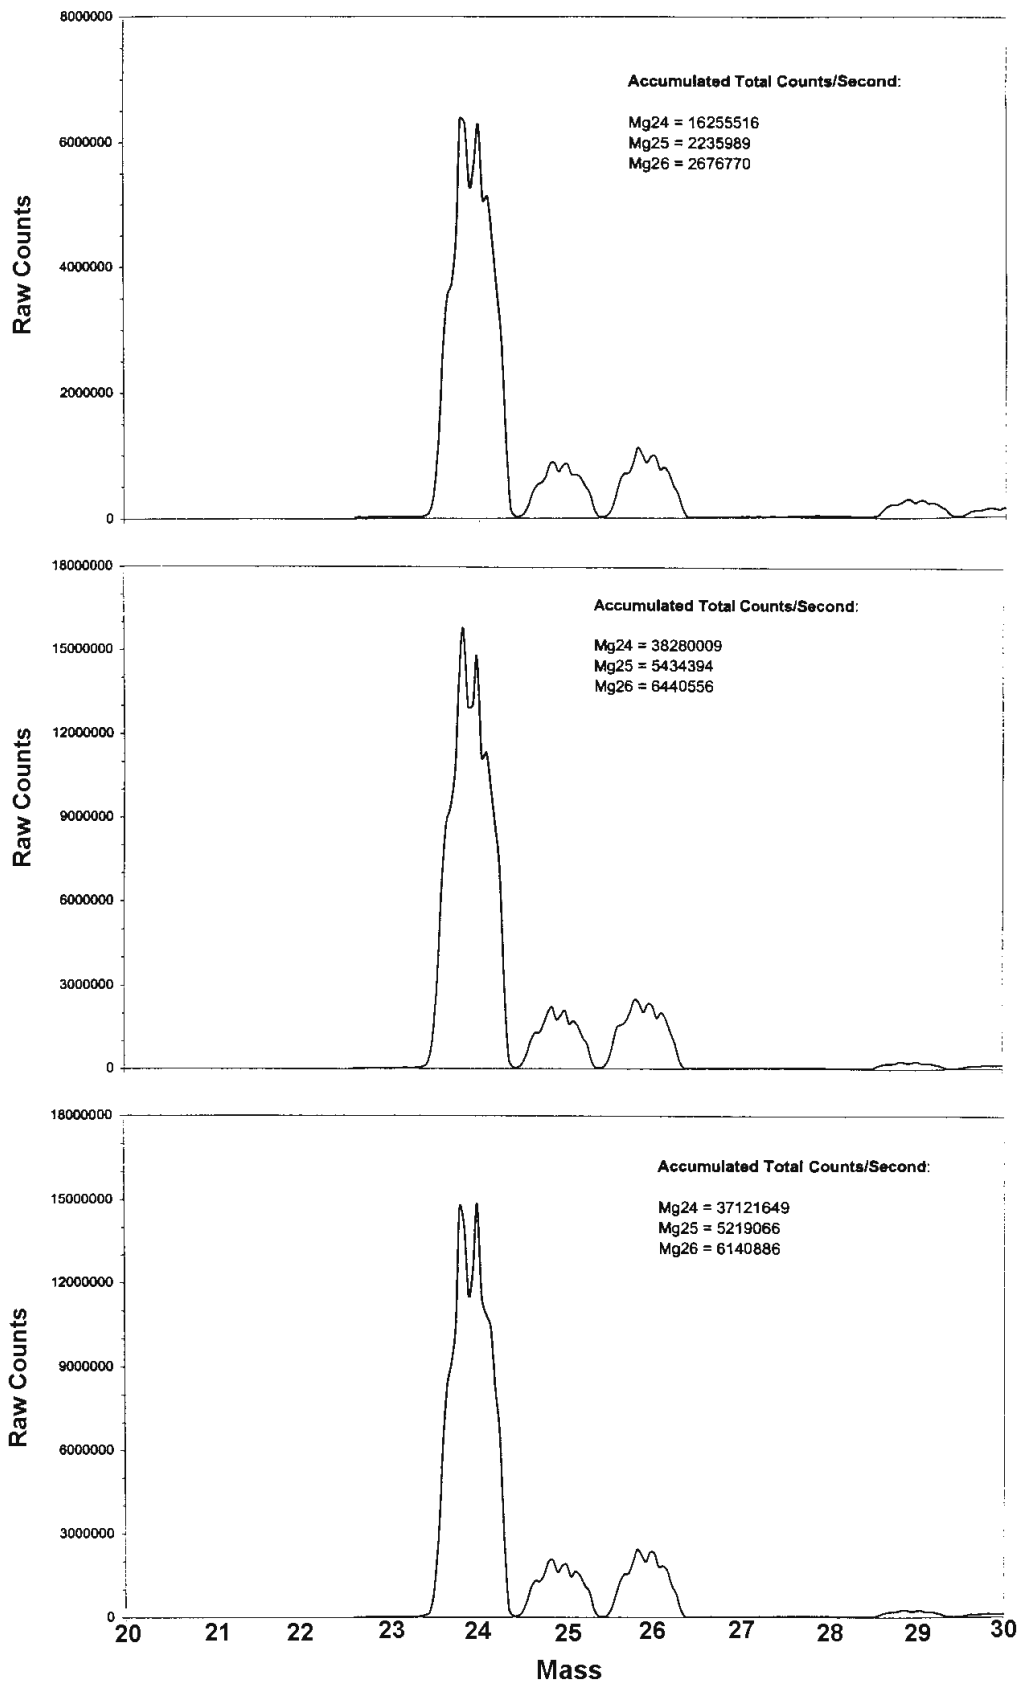 8000000
Accumulated Total Counts/Second:
Mg24 = 16255516
6000000
Mg25 = 2235989
Mg26 = 2676770
Raw Counts
4000000
2000000
0
18000000
Accumulated Total Counts/Second:
15000000
Mg24 = 38280009
Mg25 = 5434394
Mg26 = 6440556
12000000
Raw Counts
9000000
6000000
3000000
0
18000000
Accumulated Total Counts/Second:
15000000
Mg24 = 37121649
Mg25 = 5219066
Mg26 = 6140886
12000000
Raw Counts
9000000
6000000
3000000
0
20 21 22 23 24 25 26 27 28 29 30
Mass